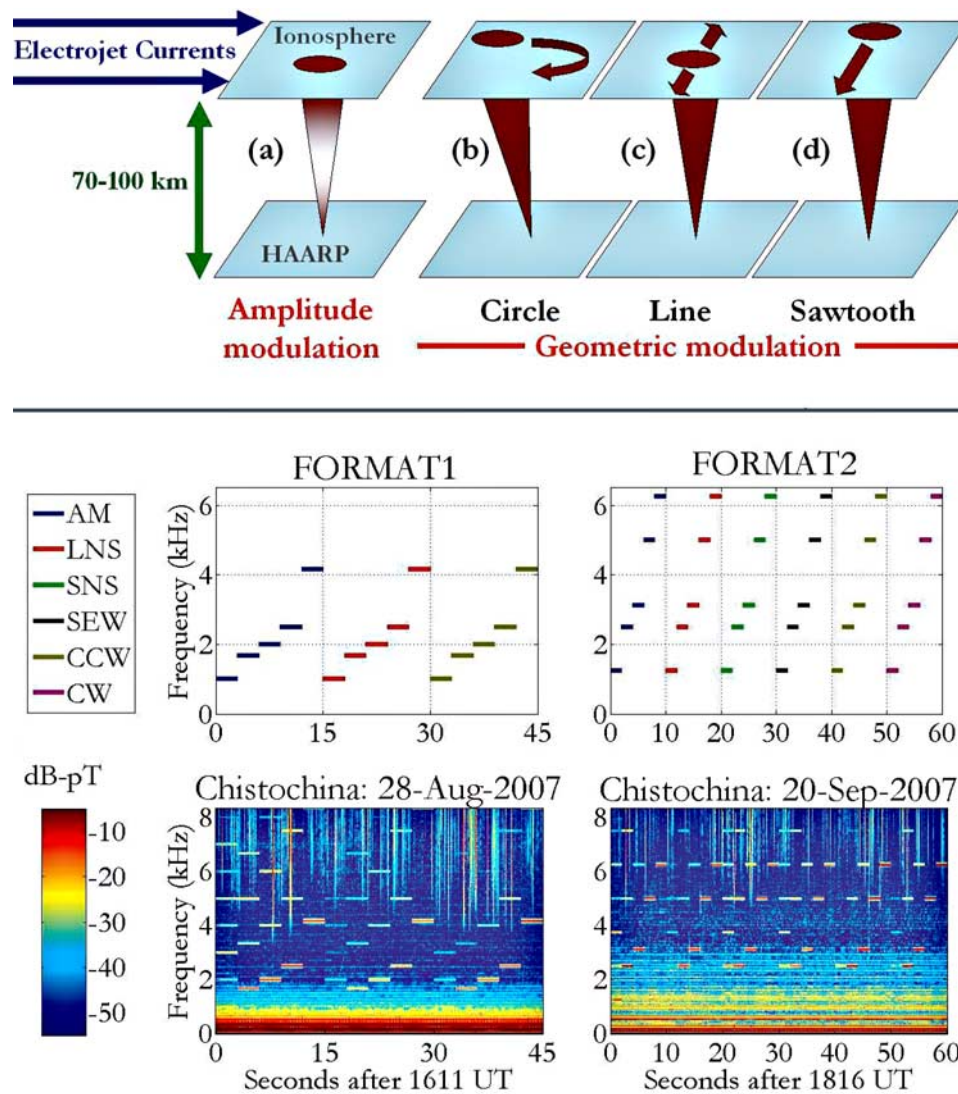 Electrojet Currents
Ionosphere
(a)
(b)
(c)
(d)
70-100 km
HAARP
Amplitude
modulation
Circle
Line
Sawtooth
Geometric modulation
FORMAT1
FORMAT2
AM
LNS
SNS
SEW
CCW
CW
Frequency (kHz)
6
4
2
0
0 15 30 45
6
4
2
0
0 10 20 30 40 50 60
dB-pT
-10
-20
-30
-40
-50
Chistochina: 28-Aug-2007
Chistochina: 20-Sep-2007
Frequency (kHz)
8
6
4
2
0
0 15 30 45
Seconds after 1611 UT
8
6
4
2
0
0 10 20 30 40 50 60
Seconds after 1816 UT